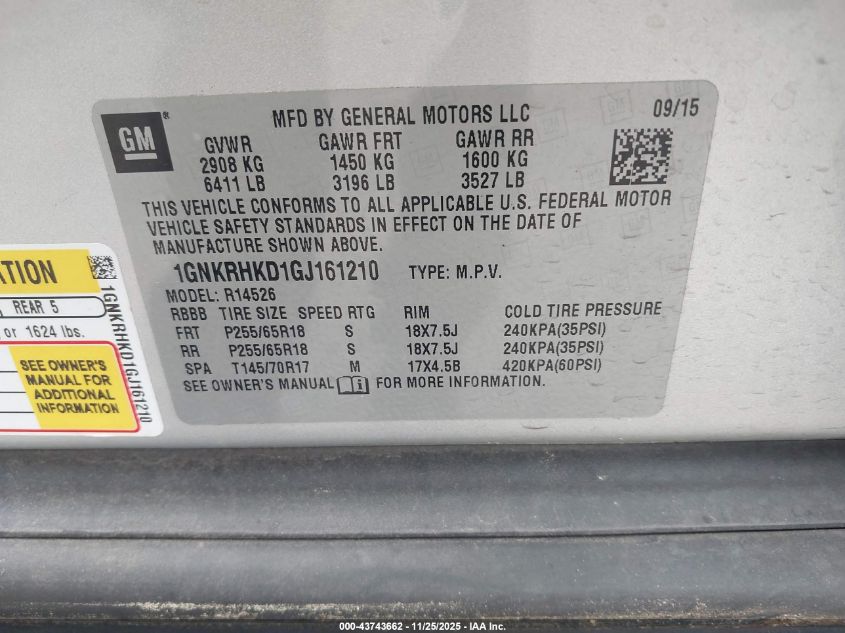 MFD BY GENERAL MOTORS LLC 09/15
GM®
GVWR GAWR FRT GAWR RR
2908 KG 1450 KG 1600 KG
6411 LB 3196 LB 3527 LB
THIS VEHICLE CONFORMS TO ALL APPLICABLE U.S. FEDERAL MOTOR
VEHICLE SAFETY STANDARDS IN EFFECT ON THE DATE OF
MANUFACTURE SHOWN ABOVE.
1GNKRHKD1GJ161210 TYPE: M.P.V.
MODEL: R14526
RBBB TIRE SIZE SPEED RTG RIM COLD TIRE PRESSURE
FRT P255/65R18 S 18X7.5J 240KPA(35PSI)
RR P255/65R18 S 18X7.5J 240KPA(35PSI)
SPA T145/70R17 M 17X4.5B 420KPA(60PSI)
SEE OWNER'S MANUAL FOR MORE INFORMATION.
ATION
REAR 5
or 1624 lbs.
SEE OWNER'S
MANUAL FOR
ADDITIONAL
INFORMATION
1GNKRHKD1GJ161210
000-43743662 - 11/25/2025 - IAA Inc.